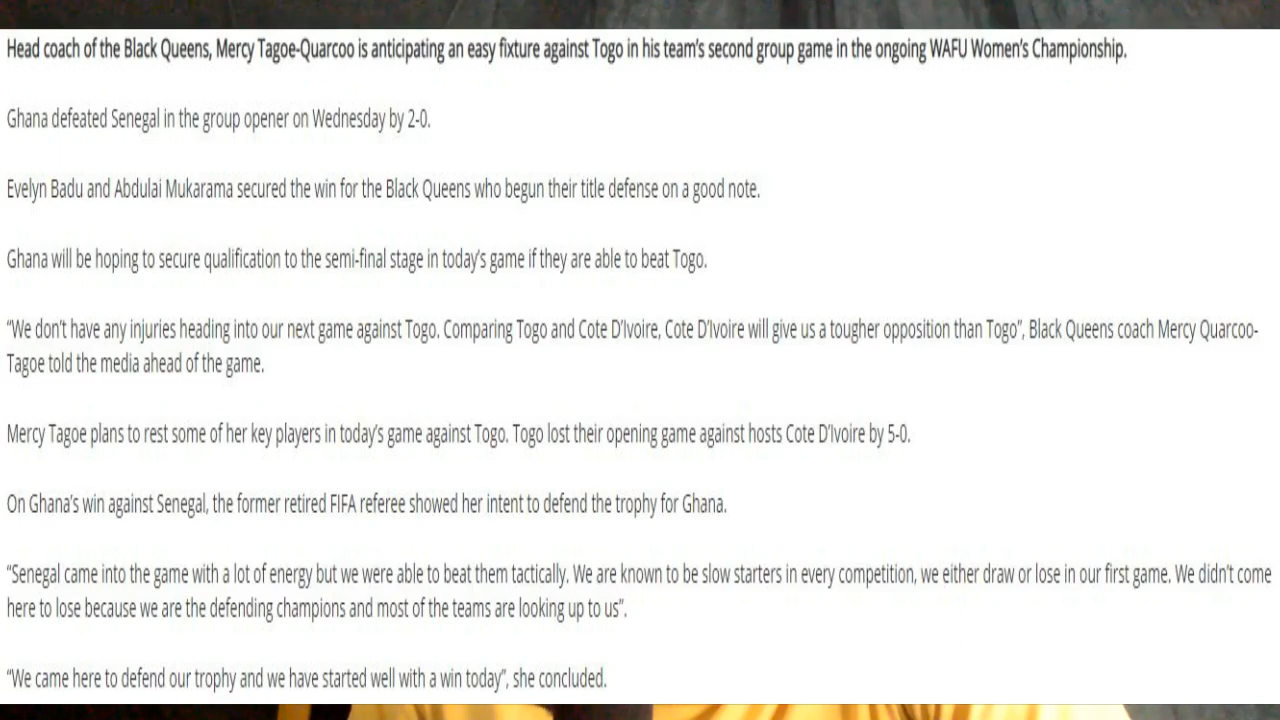 Head coach of the Black Queens, Mercy Tagoe-Quarcoo is anticipating an easy fixture against Togo in his team's second group game in the ongoing WAFU Women's Championship.
Ghana defeated Senegal in the group opener on Wednesday by 2-0.
Evelyn Badu and Abdulai Mukarama secured the win for the Black Queens who begun their title defense on a good note.
Ghana will be hoping to secure qualification to the semi-final stage in today's game if they are able to beat Togo.
“We don't have any injuries heading into our next game against Togo. Comparing Togo and Cote D'Ivoire, Cote D'Ivoire will give us a tougher opposition than Togo”, Black Queens coach Mercy Quarcoo-
Tagoe told the media ahead of the game.
Mercy Tagoe plans to rest some of her key players in today's game against Togo. Togo lost their opening game against hosts Cote D'Ivoire by 5-0.
On Ghana's win against Senegal, the former retired FIFA referee showed her intent to defend the trophy for Ghana.
“Senegal came into the game with a lot of energy but we were able to beat them tactically. We are known to be slow starters in every competition, we either draw or lose in our first game. We didn't come
here to lose because we are the defending champions and most of the teams are looking up to us”.
“We came here to defend our trophy and we have started well with a win today”, she concluded.